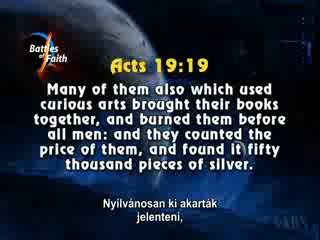 Battles
of Faith
Acts 19:19
Many of them also which used
curious arts brought their books
together, and burned them before
all men: and they counted the
price of them, and found it fifty
thousand pieces of silver.
Nyilvánosan ki akarták
jelenteni,